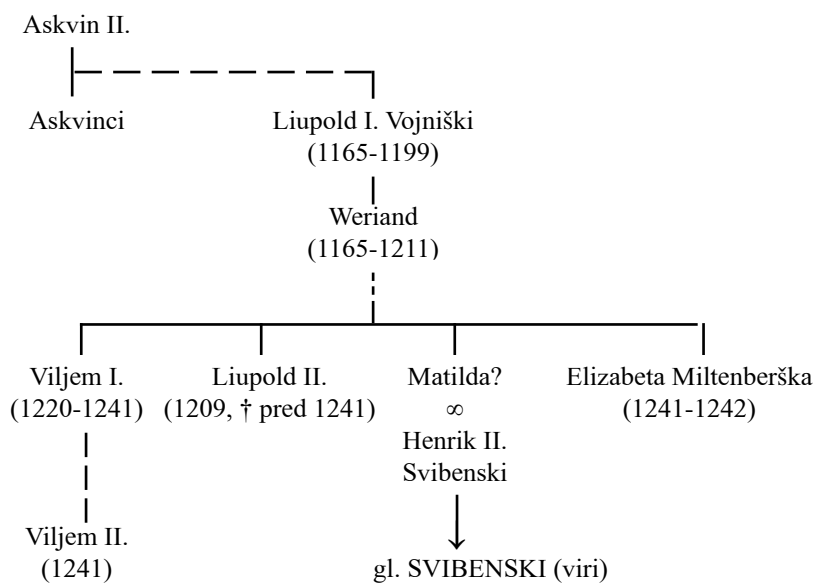 Askvin II.
Askvinci
Liupold I. Vojniški
(1165-1199)
Weriand
(1165-1211)
Viljem I.
(1220-1241)
Liupold II.
(1209, † pred 1241)
Matilda?
∞
Henrik II.
Svibenski
Elizabeta Miltenberška
(1241-1242)
Viljem II.
(1241)
gl. SVIBENSKI (viri)